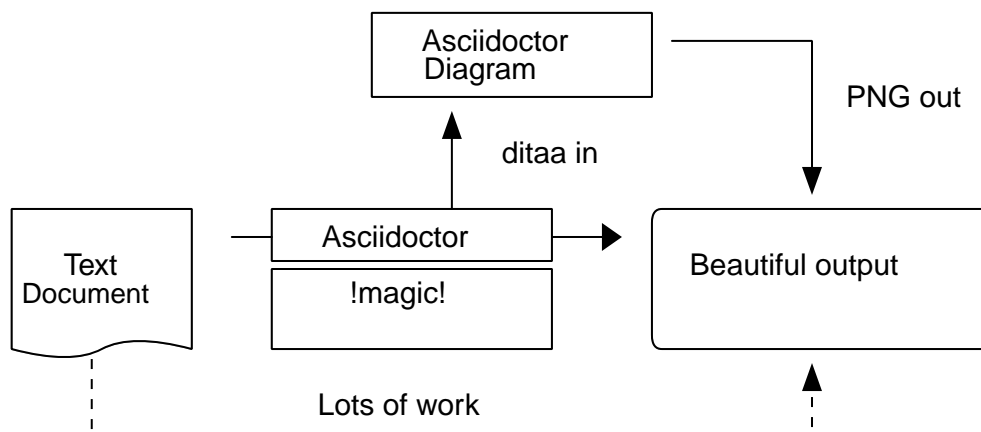 Asciidoctor
Diagram
PNG out
ditaa in
Text
Document
Asciidoctor
!magic!
Beautiful output
Lots of work